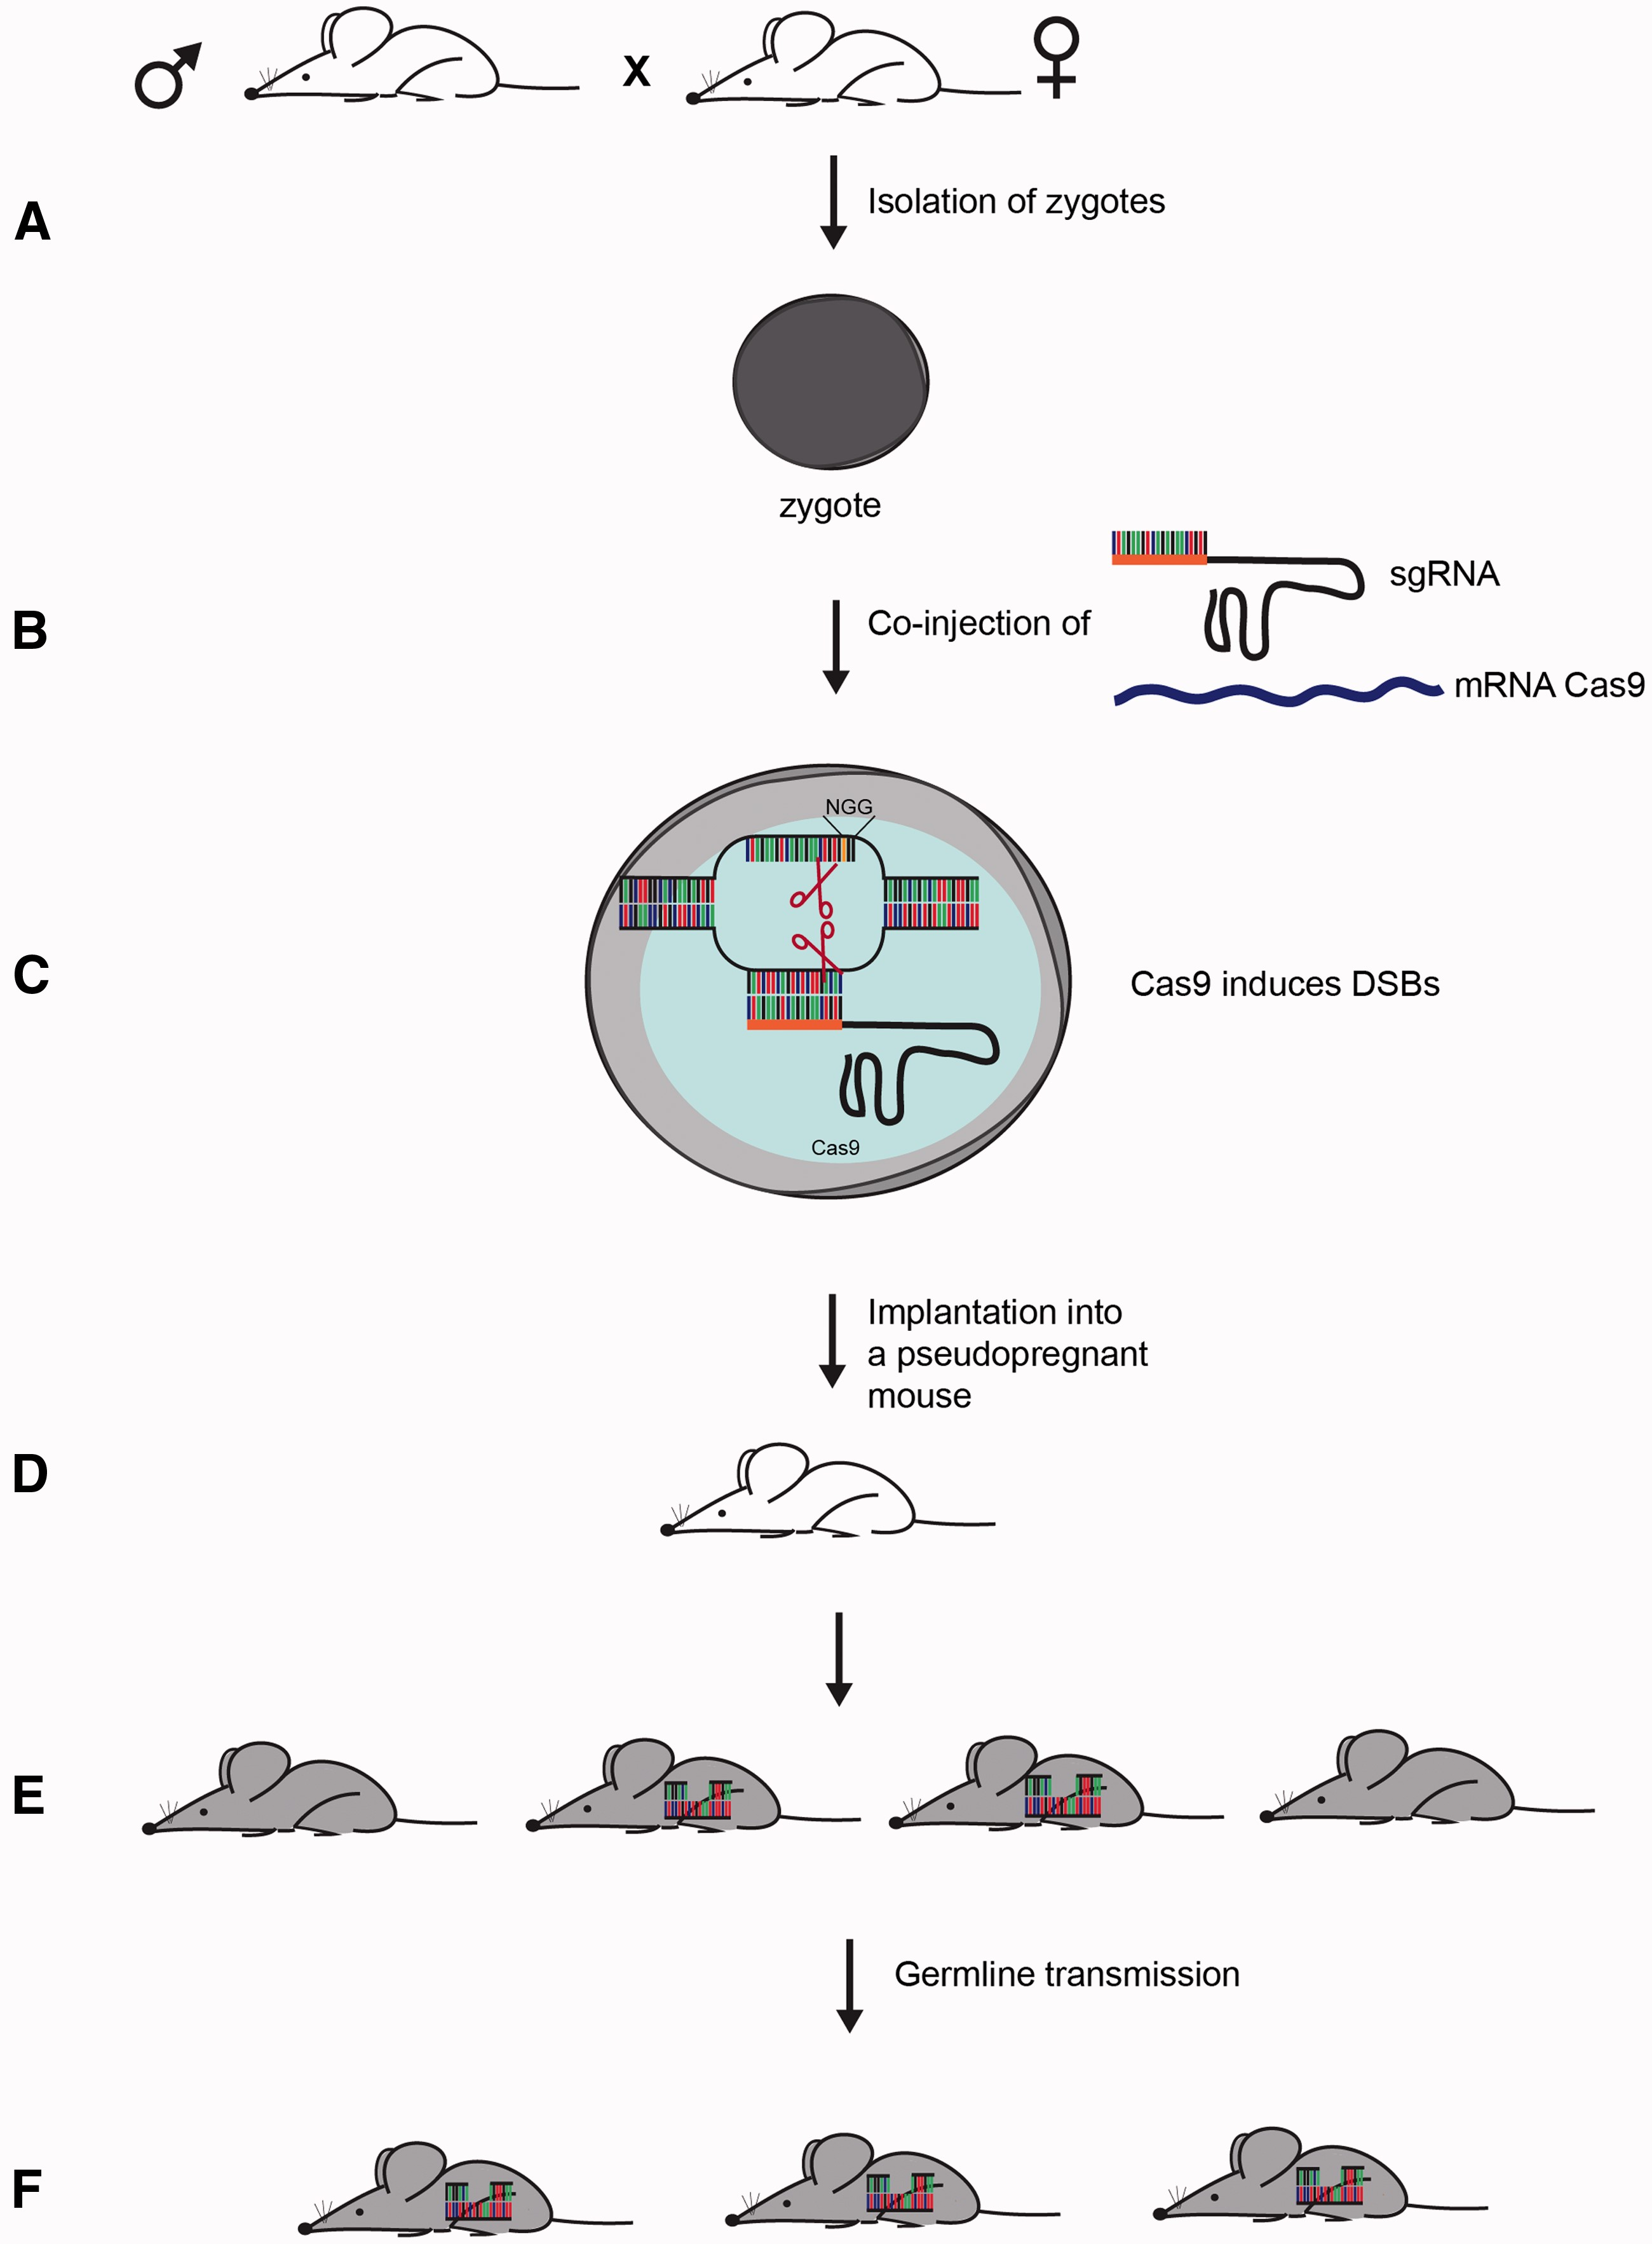 x
A
Isolation of zygotes
zygote
sgRNA
B
Co-injection of
mRNA Cas9
NGG
C
Cas9 induces DSBs
Cas9
Implantation into
a pseudopregnant
mouse
D
E
Germline transmission
F